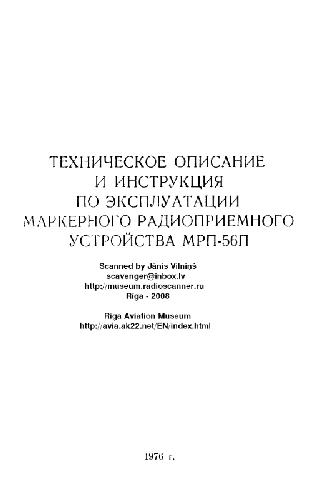 ТЕХНИЧЕСКОЕ ОПИСАНИЕ
И ИНСТРУКЦИЯ
ПО ЭКСПЛУАТАЦИИ
МАРКЕРНОГО РАДИОПРИЕМНОГО
УСТРОЙСТВА МРП-56П
Scanned by Jānis Vilniņš
scavenger@inbox.lv
http://museum.radioscanner.ru
Riga - 2008
Riga Aviation Museum
http://avia.ak22.net/EN/index.html
1976 г.